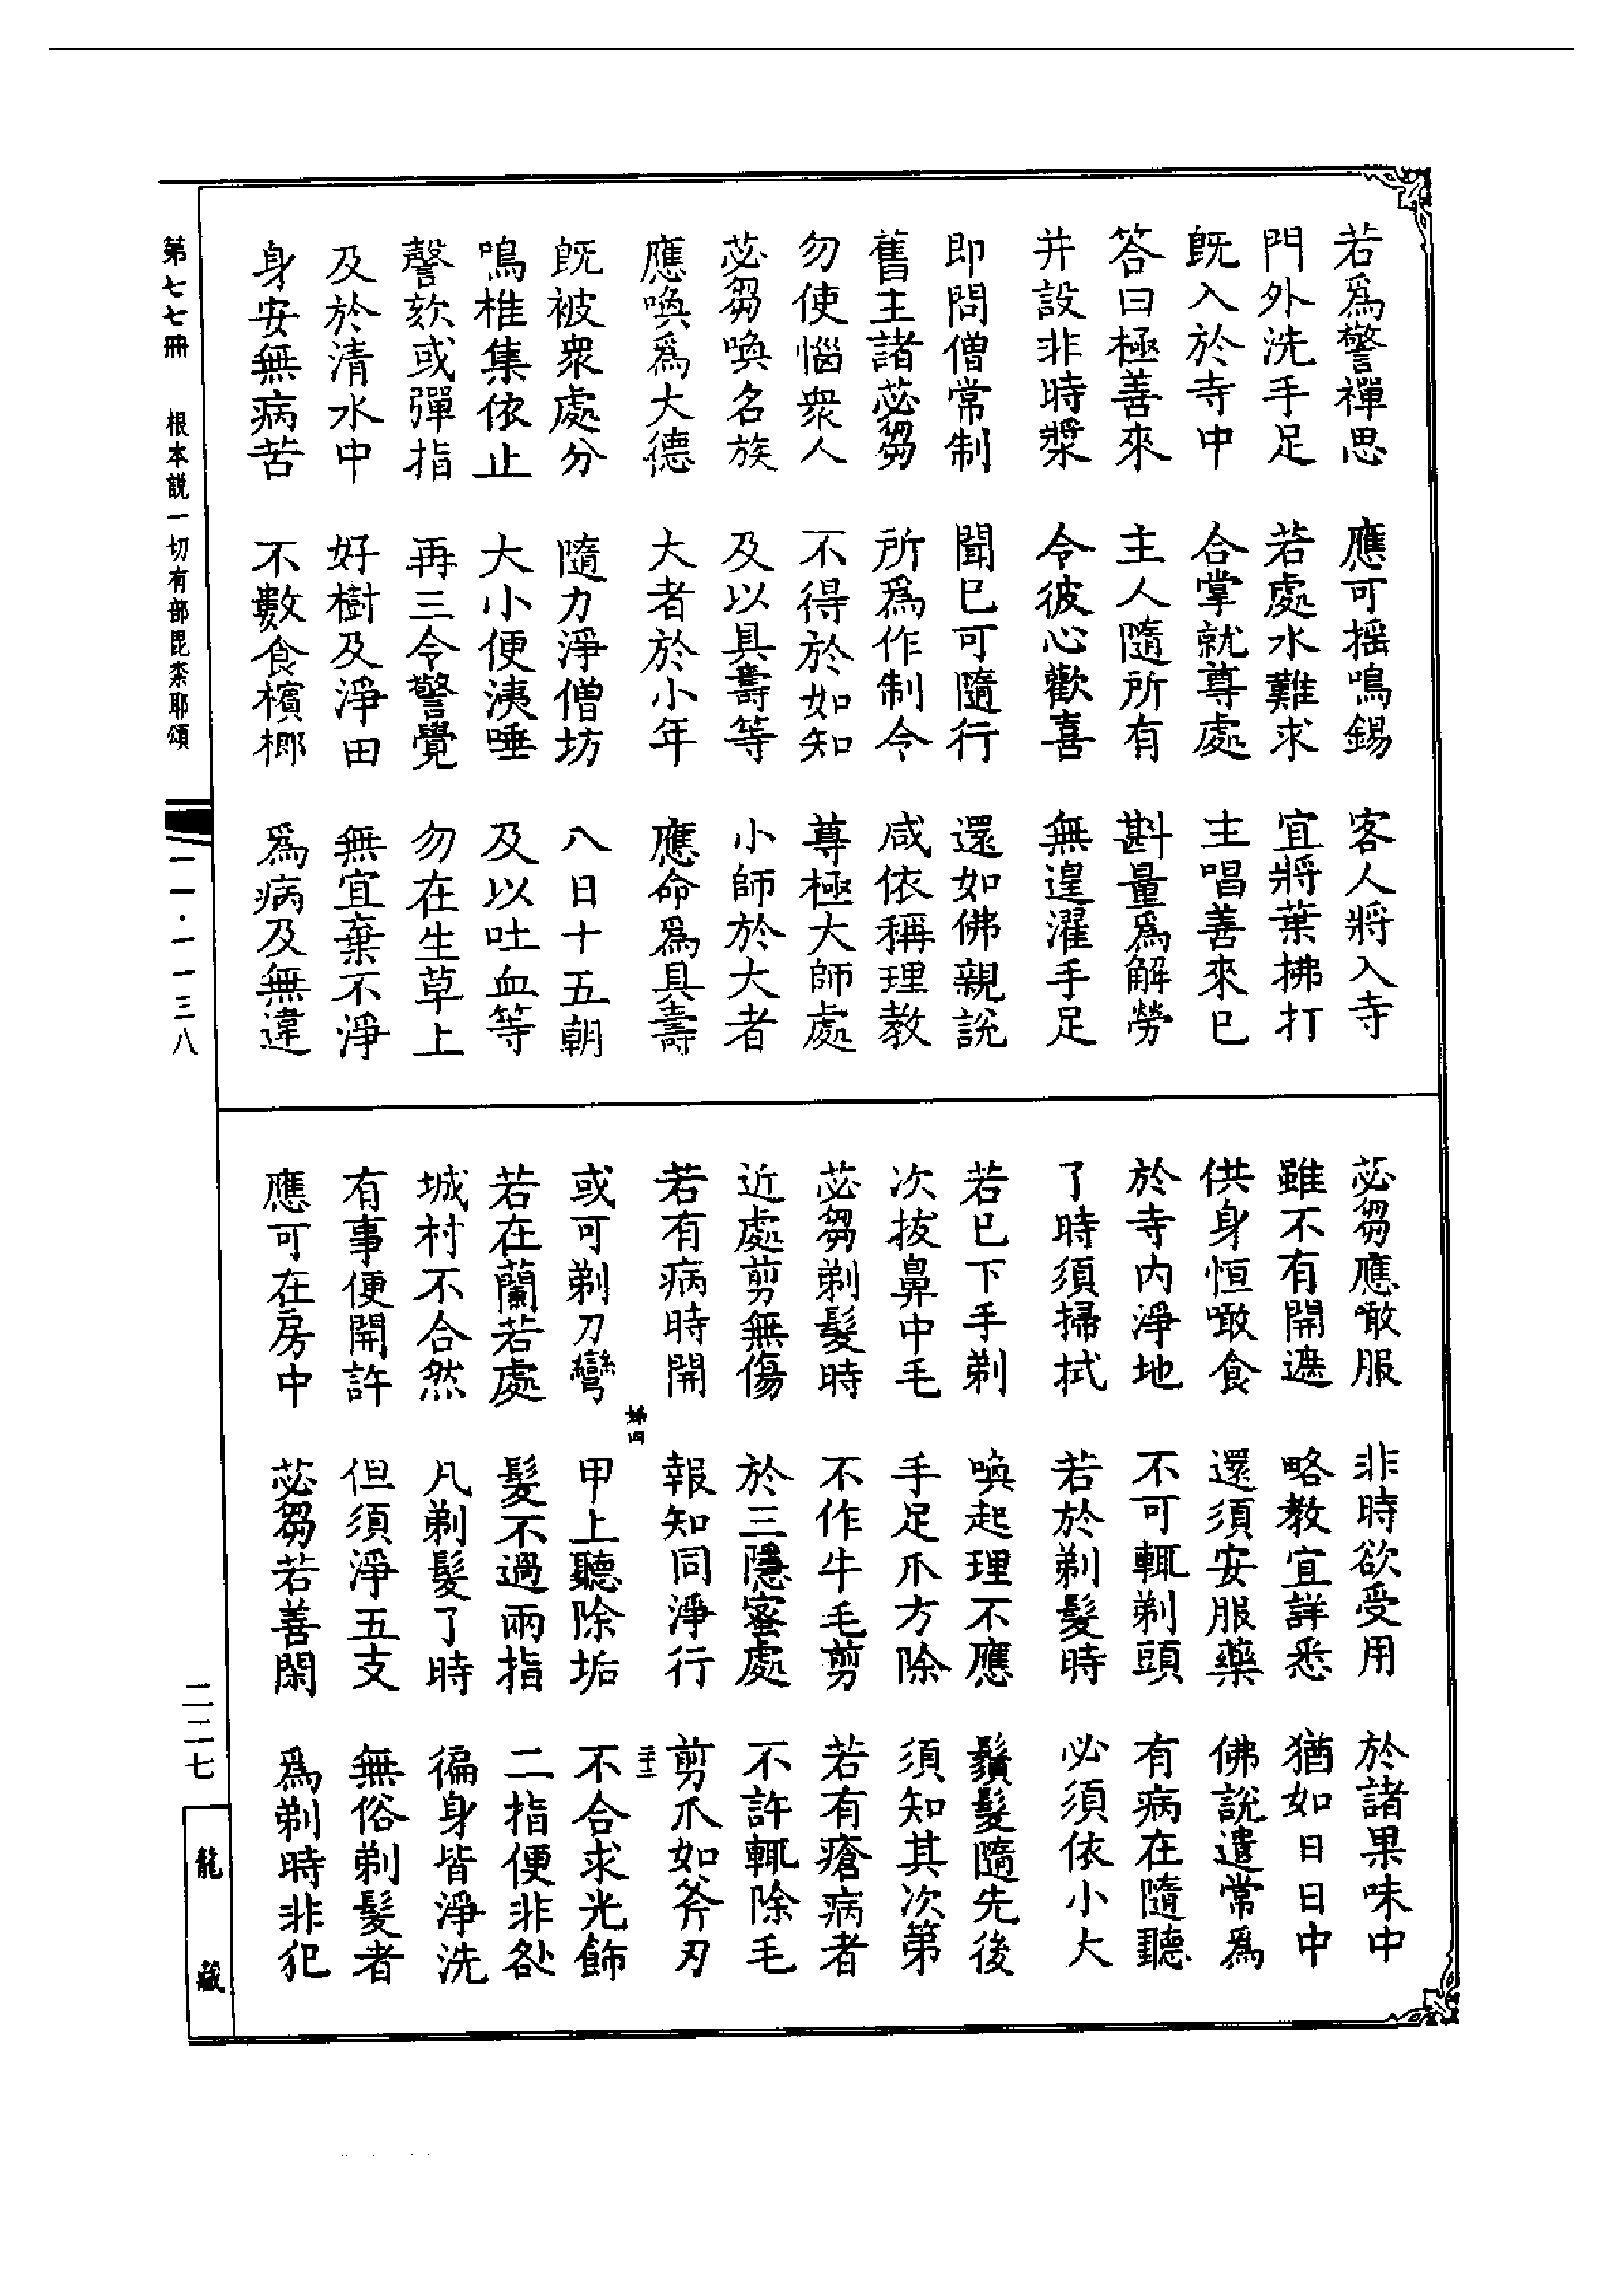 若爲警禪思　應可摇鳴錫　客人將入寺
門外洗手足　若處水難求　宜將葉拂打
旣入於寺中　合掌就尊處　主唱善來已
答曰極善來　主人隨所有　斟量爲解勞
并設非時漿　令彼心歡喜　無遑濯手足
即問僧常制　聞已可隨行　還如佛親說
舊主諸苾芻　所爲作制令　咸依稱理教
勿使惱衆人　不得於如知　尊極大師處
苾芻喚名族　及以具壽等　小師於大者
應喚爲大德　大者於小年　應命爲具壽
旣被衆處分　隨力淨僧坊　八日十五朝
鳴椎集依止　大小便洟唾　及以吐血等
謦欬或彈指　再三令警覺　勿在生草上
及於清水中　好樹及淨田　無宜棄不淨
身安無病苦　不數食檳榔　爲病及無違
苾芻應噉服　非時欲受用　於諸果味中
雖不有開遮　略教宜詳悉　猶如日日中
供身恒噉食　還須安服藥　佛說遣常爲
於寺内淨地　不可輒剃頭　有病在隨聽
了時須掃拭　若於剃髮時　必須依小大
若已下手剃　喚起理不應　鬚髮隨先後
次拔鼻中毛　手足爪方除　須知其次第
苾芻剃髮時　不作牛毛剪　若有瘡病者
近處剪無傷　於三隱密處　不許輒除毛
若有病時開　報知同淨行　剪爪如斧刃
或可剃刀彎　甲上聽除垢　不合求光飾
若在蘭若處　髮不過兩指　二指便非愆
城村不合然　凡剃髮了時　徧身皆淨洗
有事便開許　但須淨五支　無俗剃髮者
應可在房中　苾芻若善閑　爲剃時非犯
第七七冊　根本說一切有部毘柰耶頌　一一·一一三八
二二七
龍藏